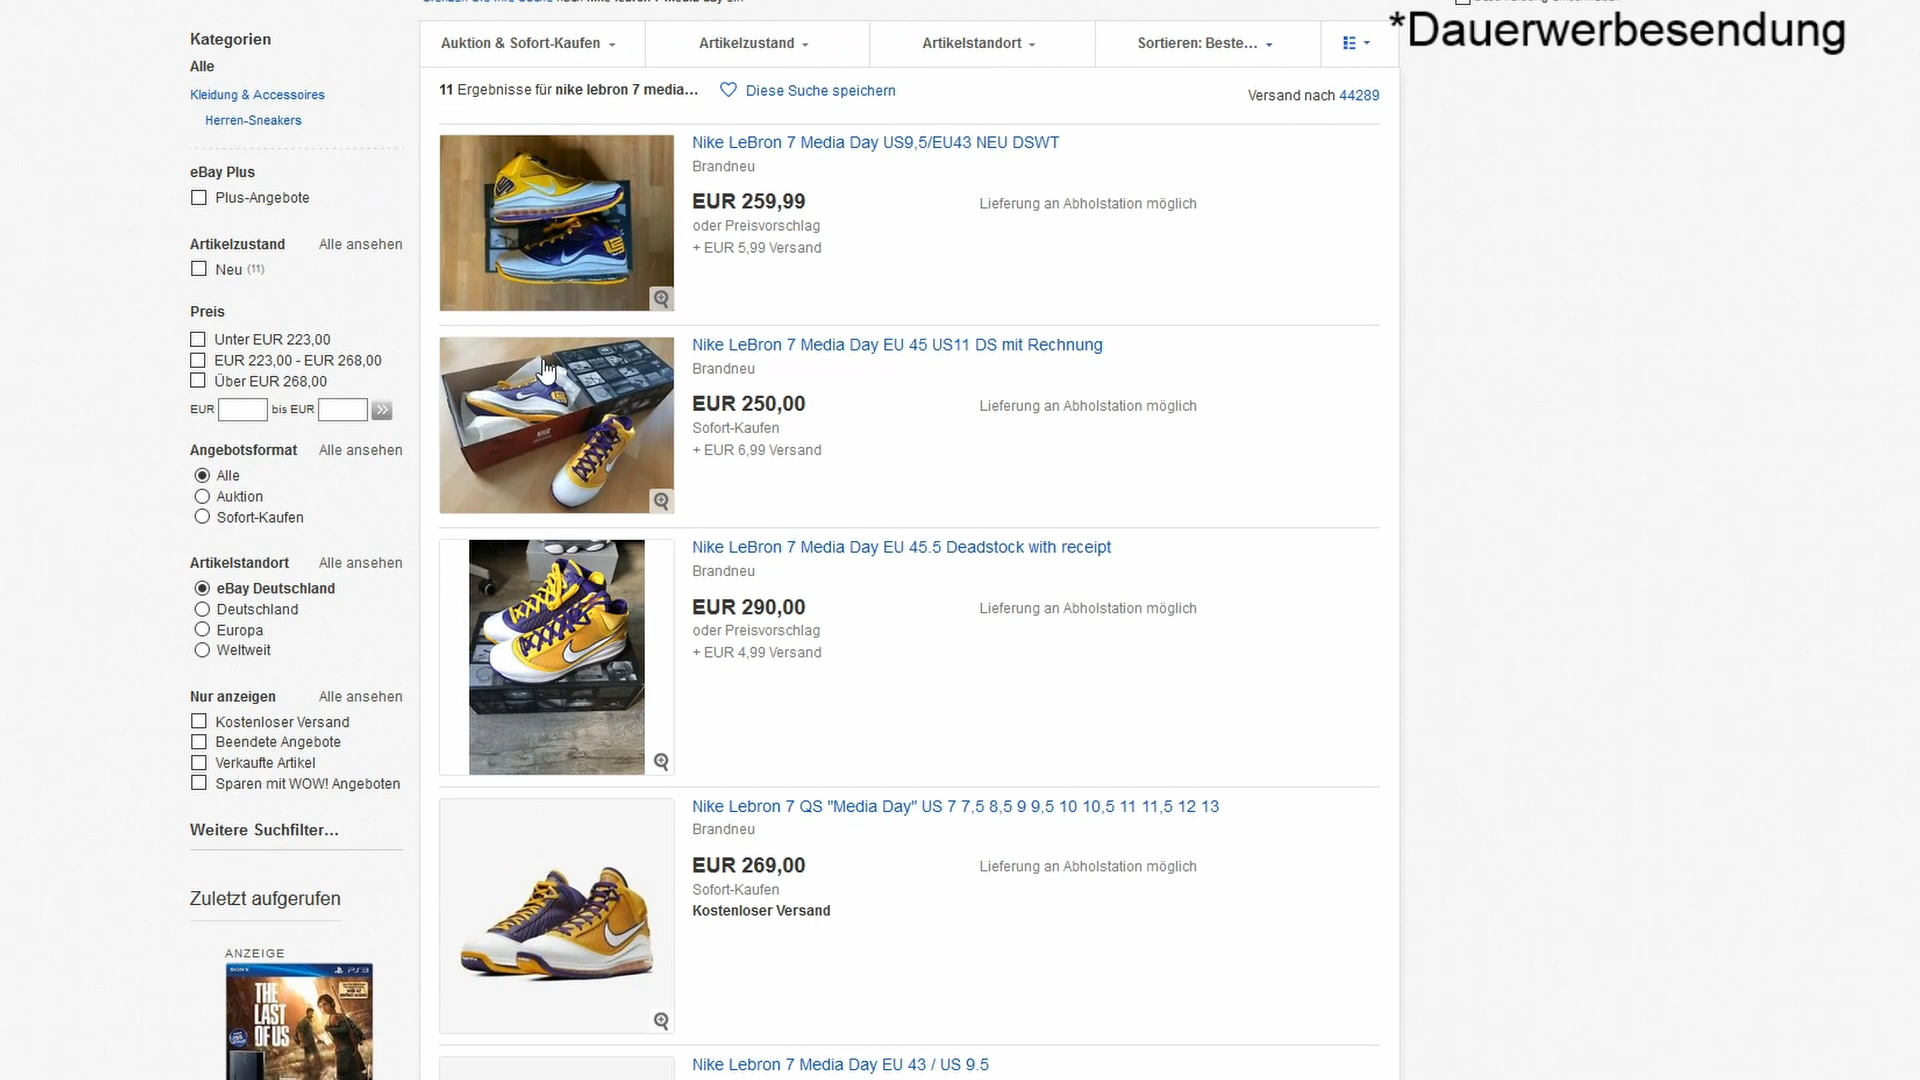 *Dauerwerbesendung
Kategorien
Alle
Kleidung & Accessoires
Herren-Sneakers
eBay Plus
Plus-Angebote
Artikelzustand Alle ansehen
Neu (11)
Preis
Unter EUR 223,00
EUR 223,00 - EUR 268,00
Über EUR 268,00
EUR bis EUR
Angebotsformat Alle ansehen
Alle
Auktion
Sofort-Kaufen
Artikelstandort Alle ansehen
eBay Deutschland
Deutschland
Europa
Weltweit
Nur anzeigen Alle ansehen
Kostenloser Versand
Beendete Angebote
Verkaufte Artikel
Sparen mit WOW! Angeboten
Weitere Suchfilter...
Zuletzt aufgerufen
ANZEIGE
SONY PS3
THE
LAST
OF US
Auktion & Sofort-Kaufen Artikelzustand Artikelstandort Sortieren: Beste...
11 Ergebnisse für nike lebron 7 media... Diese Suche speichern
Versand nach 44289
Nike LeBron 7 Media Day US9,5/EU43 NEU DSWT
Brandneu
EUR 259,99 Lieferung an Abholstation möglich
oder Preisvorschlag
+ EUR 5,99 Versand
Nike LeBron 7 Media Day EU 45 US11 DS mit Rechnung
Brandneu
EUR 250,00 Lieferung an Abholstation möglich
Sofort-Kaufen
+ EUR 6,99 Versand
Nike LeBron 7 Media Day EU 45.5 Deadstock with receipt
Brandneu
EUR 290,00 Lieferung an Abholstation möglich
oder Preisvorschlag
+ EUR 4,99 Versand
Nike Lebron 7 QS "Media Day" US 7 7,5 8,5 9 9,5 10 10,5 11 11,5 12 13
Brandneu
EUR 269,00 Lieferung an Abholstation möglich
Sofort-Kaufen
Kostenloser Versand
Nike Lebron 7 Media Day EU 43 / US 9.5